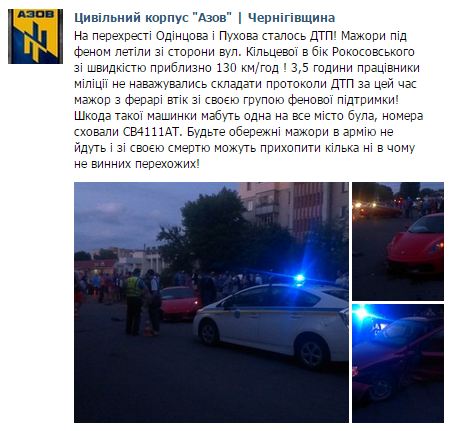 Цивільний корпус "Азов" | Чернігівщина
На перехресті Одінцова і Пухова сталось ДТП! Мажори під
феном летіли зі сторони вул. Кільцевої в бік Рокосовського
зі швидкістю приблизно 130 км/год ! 3,5 години працівники
міліції не наважувались складати протоколи ДТП за цей час
мажор з ферарі втік зі своєю групою фенової підтримки!
Шкода такої машинки мабуть одна на все місто була, номера
сховали СВ4111АТ. Будьте обережні мажори в армію не
йдуть і зі своєю смертю можуть прихопити кілька ні в чому
не винних перехожих!
АЗОВ